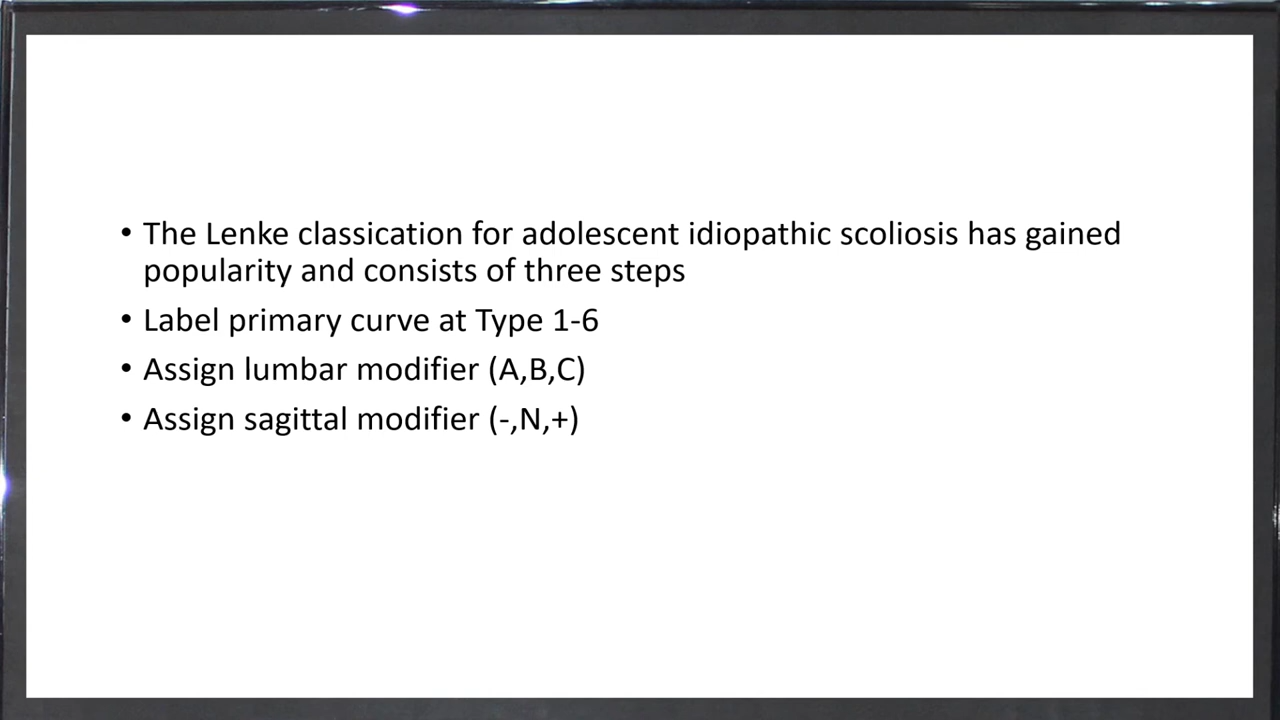 • The Lenke classication for adolescent idiopathic scoliosis has gained
popularity and consists of three steps
• Label primary curve at Type 1-6
• Assign lumbar modifier (A,B,C)
• Assign sagittal modifier (-,N,+)